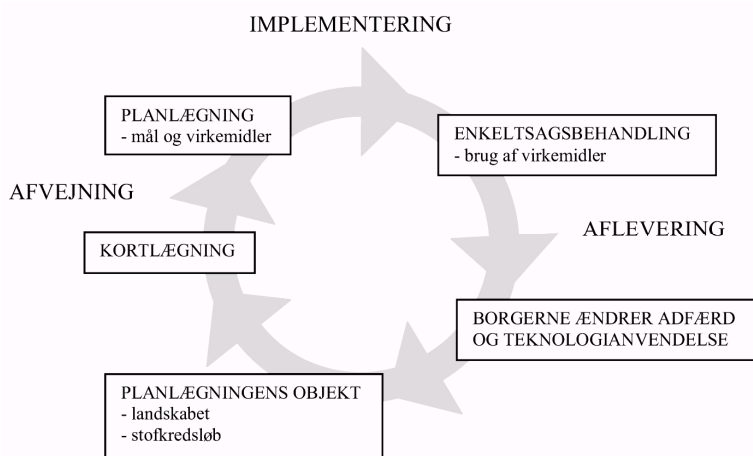 IMPLEMENTERING
PLANLÆGNING
- mål og virkemidler
ENKELTSAGSBEHANDLING
- brug af virkemidler
AFVEJNING
AFLEVERING
KORTLÆGNING
BORGERNE ÆNDRER ADFÆRD
OG TEKNOLOGIANVENDELSE
PLANLÆGNINGENS OBJEKT
- landskabet
- stofkredsløb